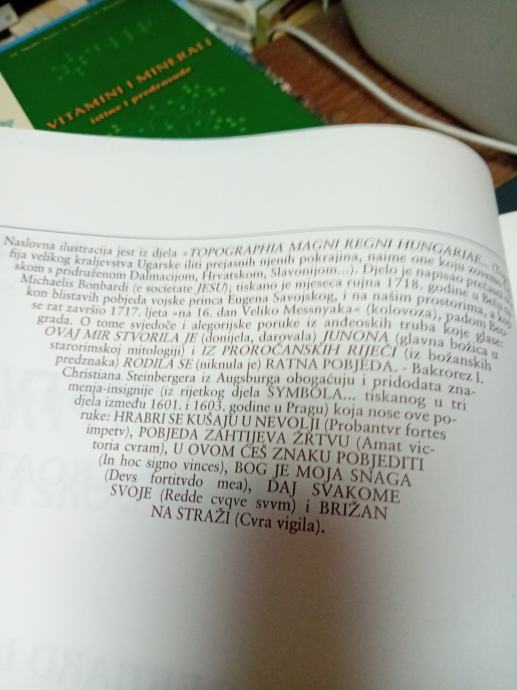 VITAMINI I MINERALI
istine i predrasude
Naslovna ilustracija jest iz djela »TOPOGRAPHIA MAGNI REGNI HUNGARIAE...
fija velikog kraljevstva Ugarske iliti prejasnih njenih pokrajina, naime one koju zovemo
skom s pridruženom Dalmacijom, Hrvatskom, Slavonijom...). Djelo je napisao
Michaelis Bonhardi (e societate JESU); tiskano je mjeseca rujna 1718. godine u Beču
kon blistavih pobjeda vojske princa Eugena Savojskog, i na našim prostorima, a
se rat završio 1717. ljeta »na 16. dan Veliko Messnyaka« (kolovoza), padom Beo-
grada. O tome svjedoče i alegorijske poruke iz anđeoskih truba koje glase:
OVAJ MIR STVORILA JE (donijela, darovala) JUNONA (glavna božica u
starorimskoj mitologiji) i IZ PROROČANSKIH RIJEČI (iz božanskih
predznaka) RODILA SE (niknula je) RATNA POBJEDA. - Bakrorez I.
Christiana Steinbergera iz Augsburga obogaćuju i pridodata zna-
menja-insignije (iz rijetkog djela SYMBOLA... tiskanog u tri
djela između 1601. i 1603. godine u Pragu) koja nose ove po-
ruke: HRABRI SE KUŠAJU U NEVOLJI (Probantvr fortes
impetv), POBJEDA ZAHTIJEVA ŽRTVU (Amat vic-
toria cvram), U OVOM ĆEŠ ZNAKU POBJEDITI
(In hoc signo vinces), BOG JE MOJA SNAGA
(Devs fortitvdo mea), DAJ SVAKOME
SVOJE (Redde cvqve svvm) i BRIŽAN
NA STRAŽI (Cvra vigila).